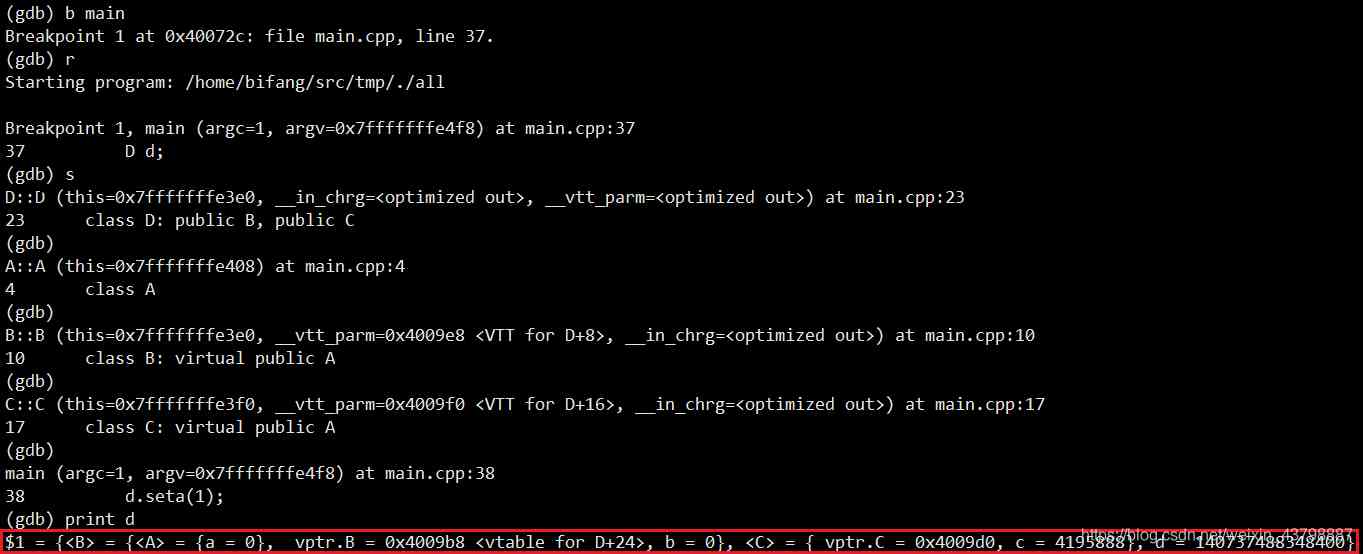 (gdb) b main
Breakpoint 1 at 0x40072c: file main.cpp, line 37.
(gdb) r
Starting program: /home/bifang/src/tmp/./all
Breakpoint 1, main (argc=1, argv=0x7fffffffe4f8) at main.cpp:37
37          D d;
(gdb) s
D::D (this=0x7fffffffe3e0, __in_chrg=<optimized out>, __vtt_parm=<optimized out>) at main.cpp:23
23      class D: public B, public C
(gdb)
A::A (this=0x7fffffffe408) at main.cpp:4
4       class A
(gdb)
B::B (this=0x7fffffffe3e0, __vtt_parm=0x4009e8 <VTT for D+8>, __in_chrg=<optimized out>) at main.cpp:10
10      class B: virtual public A
(gdb)
C::C (this=0x7fffffffe3f0, __vtt_parm=0x4009f0 <VTT for D+16>, __in_chrg=<optimized out>) at main.cpp:17
17      class C: virtual public A
(gdb)
main (argc=1, argv=0x7fffffffe4f8) at main.cpp:38
38          d.seta(1);
(gdb) print d
$1 = {<B> = {<A> = {a = 0}, _vptr.B = 0x4009b8 <vtable for D+24>, b = 0}, <C> = {_vptr.C = 0x4009d0, c = 4195888}, d = 140737488348400}
https://blog.csdn.net/weixin_43798887